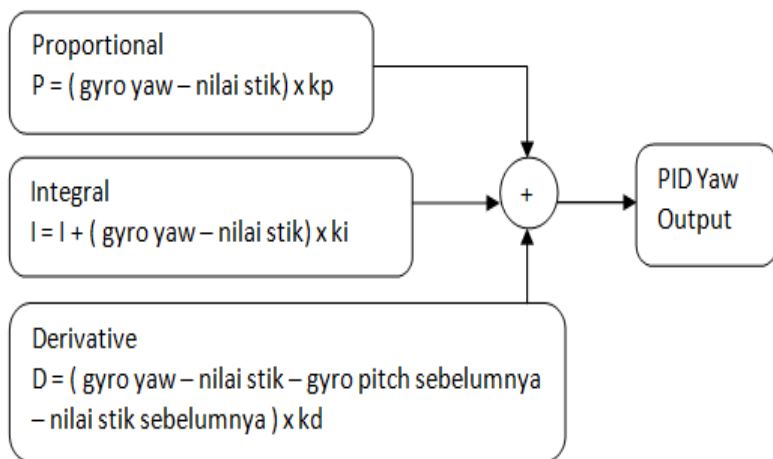 Proportional
P = ( gyro yaw – nilai stik) x kp
Integral
I = I + ( gyro yaw – nilai stik) x ki
Derivative
D = ( gyro yaw – nilai stik – gyro pitch sebelumnya
– nilai stik sebelumnya ) x kd
+
PID Yaw
Output